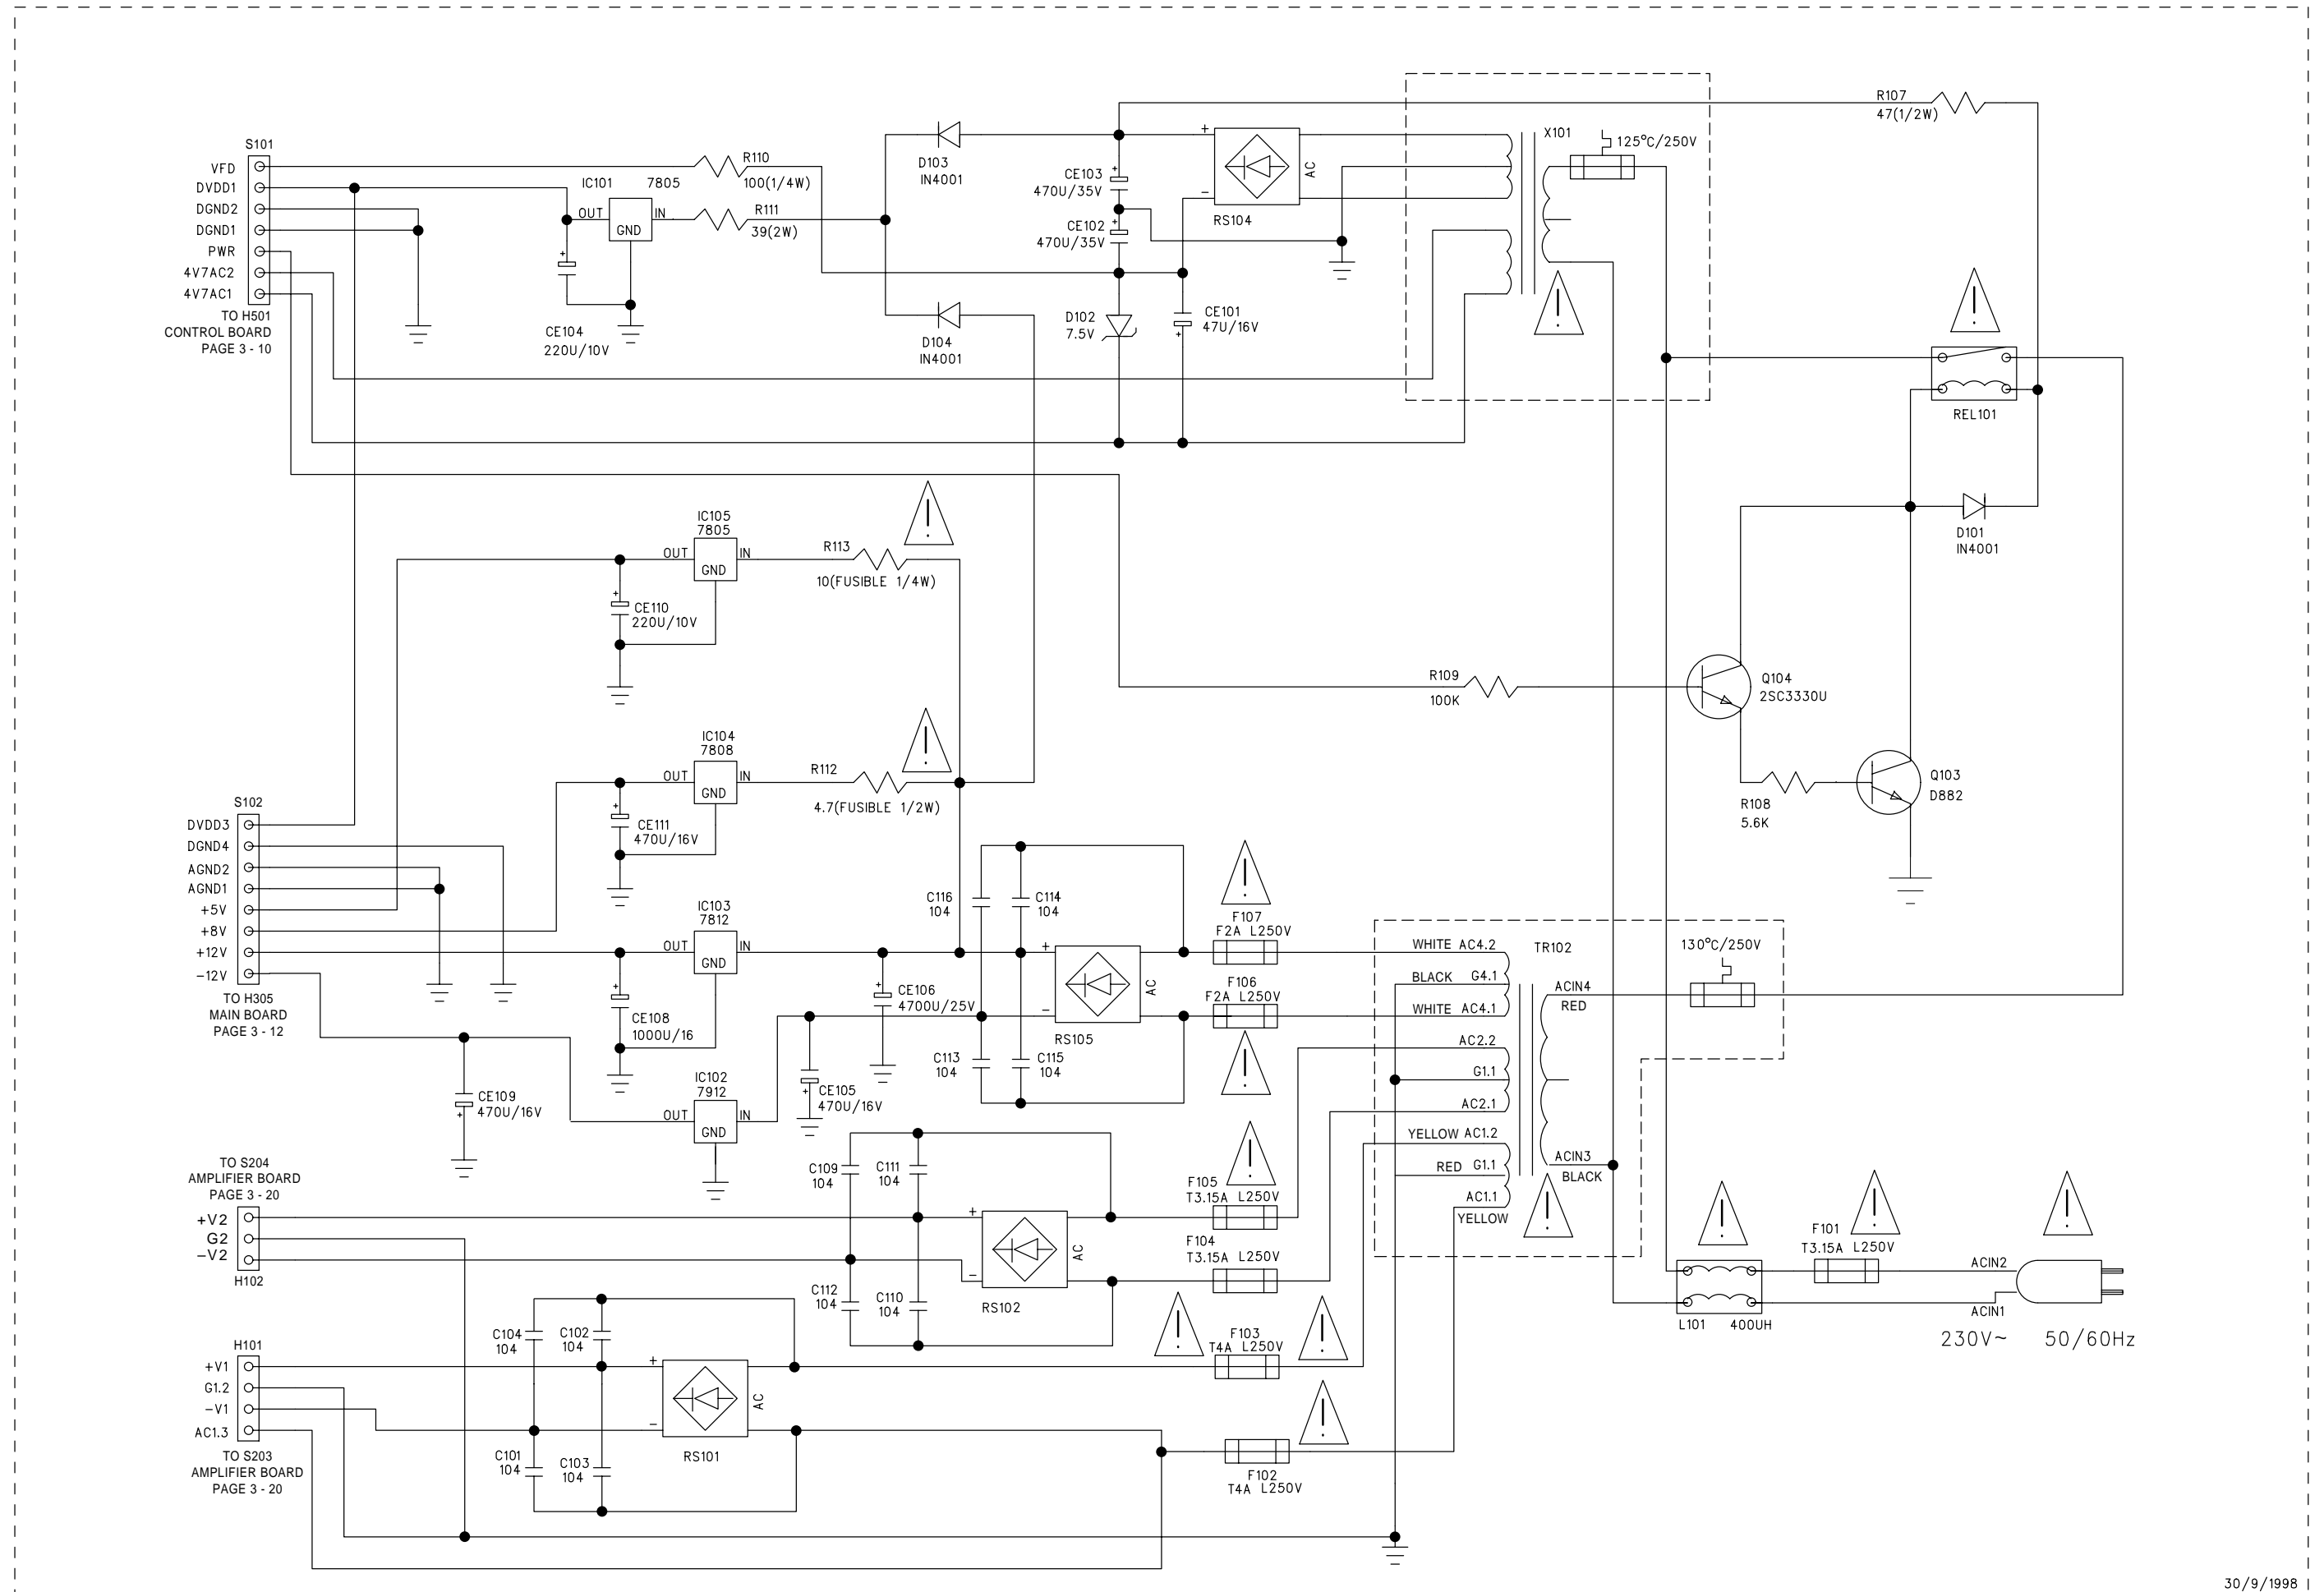 R107
47(1/2W)
X101
125°C/250V
S101
VFD
DVDD1
DGND2
DGND1
PWR
4V7AC2
4V7AC1
TO H501
CONTROL BOARD
PAGE 3 - 10
R110
100(1/4W)
IC101 7805
OUT
IN
GND
R111
39(2W)
CE104
220U/10V
D103
IN4001
D104
IN4001
CE103
470U/35V
CE102
470U/35V
+
-
AC
RS104
D102
7.5V
CE101
47U/16V
REL101
D101
IN4001
IC105
7805
OUT
IN
GND
R113
10(FUSIBLE 1/4W)
CE110
220U/10V
R109
100K
Q104
2SC3330U
R108
5.6K
Q103
D882
IC104
7808
OUT
IN
GND
R112
4.7(FUSIBLE 1/2W)
CE111
470U/16V
S102
DVDD3
DGND4
AGND2
AGND1
+5V
+8V
+12V
-12V
TO H305
MAIN BOARD
PAGE 3 - 12
IC103
7812
OUT
IN
GND
CE108
1000U/16
CE106
4700U/25V
C116
104
C114
104
C113
104
C115
104
+
-
AC
RS105
F107
F2A L250V
F106
F2A L250V
WHITE AC4.2
BLACK G4.1
WHITE AC4.1
AC2.2
G1.1
AC2.1
YELLOW AC1.2
RED G1.1
AC1.1
YELLOW
TR102
130°C/250V
ACIN4
RED
ACIN3
BLACK
CE109
470U/16V
IC102
7912
OUT
IN
GND
CE105
470U/16V
TO S204
AMPLIFIER BOARD
PAGE 3 - 20
+V2
G2
-V2
H102
C109
104
C111
104
C112
104
C110
104
+
-
AC
RS102
F105
T3.15A L250V
F104
T3.15A L250V
F103
T4A L250V
F102
T4A L250V
F101
T3.15A L250V
ACIN2
ACIN1
L101 400UH
230V~ 50/60Hz
H101
+V1
G1.2
-V1
AC1.3
TO S203
AMPLIFIER BOARD
PAGE 3 - 20
C104
104
C102
104
C101
104
C103
104
+
-
AC
RS101
30/9/1998